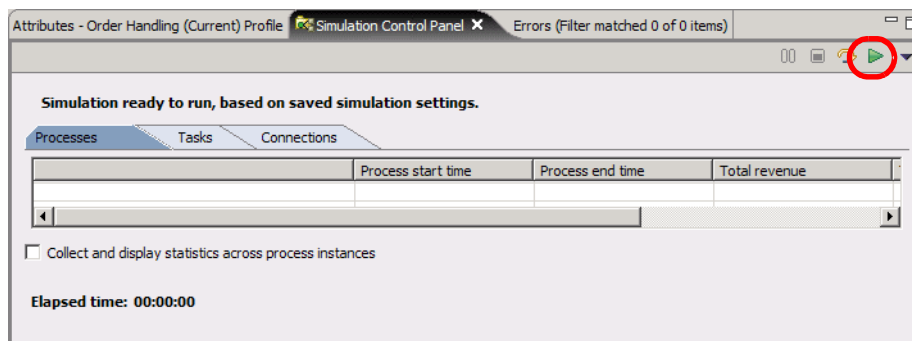 Attributes - Order Handling (Current) Profile Simulation Control Panel Errors (Filter matched 0 of 0 items)
Simulation ready to run, based on saved simulation settings.
Processes Tasks Connections
Process start time Process end time Total revenue
Collect and display statistics across process instances
Elapsed time: 00:00:00